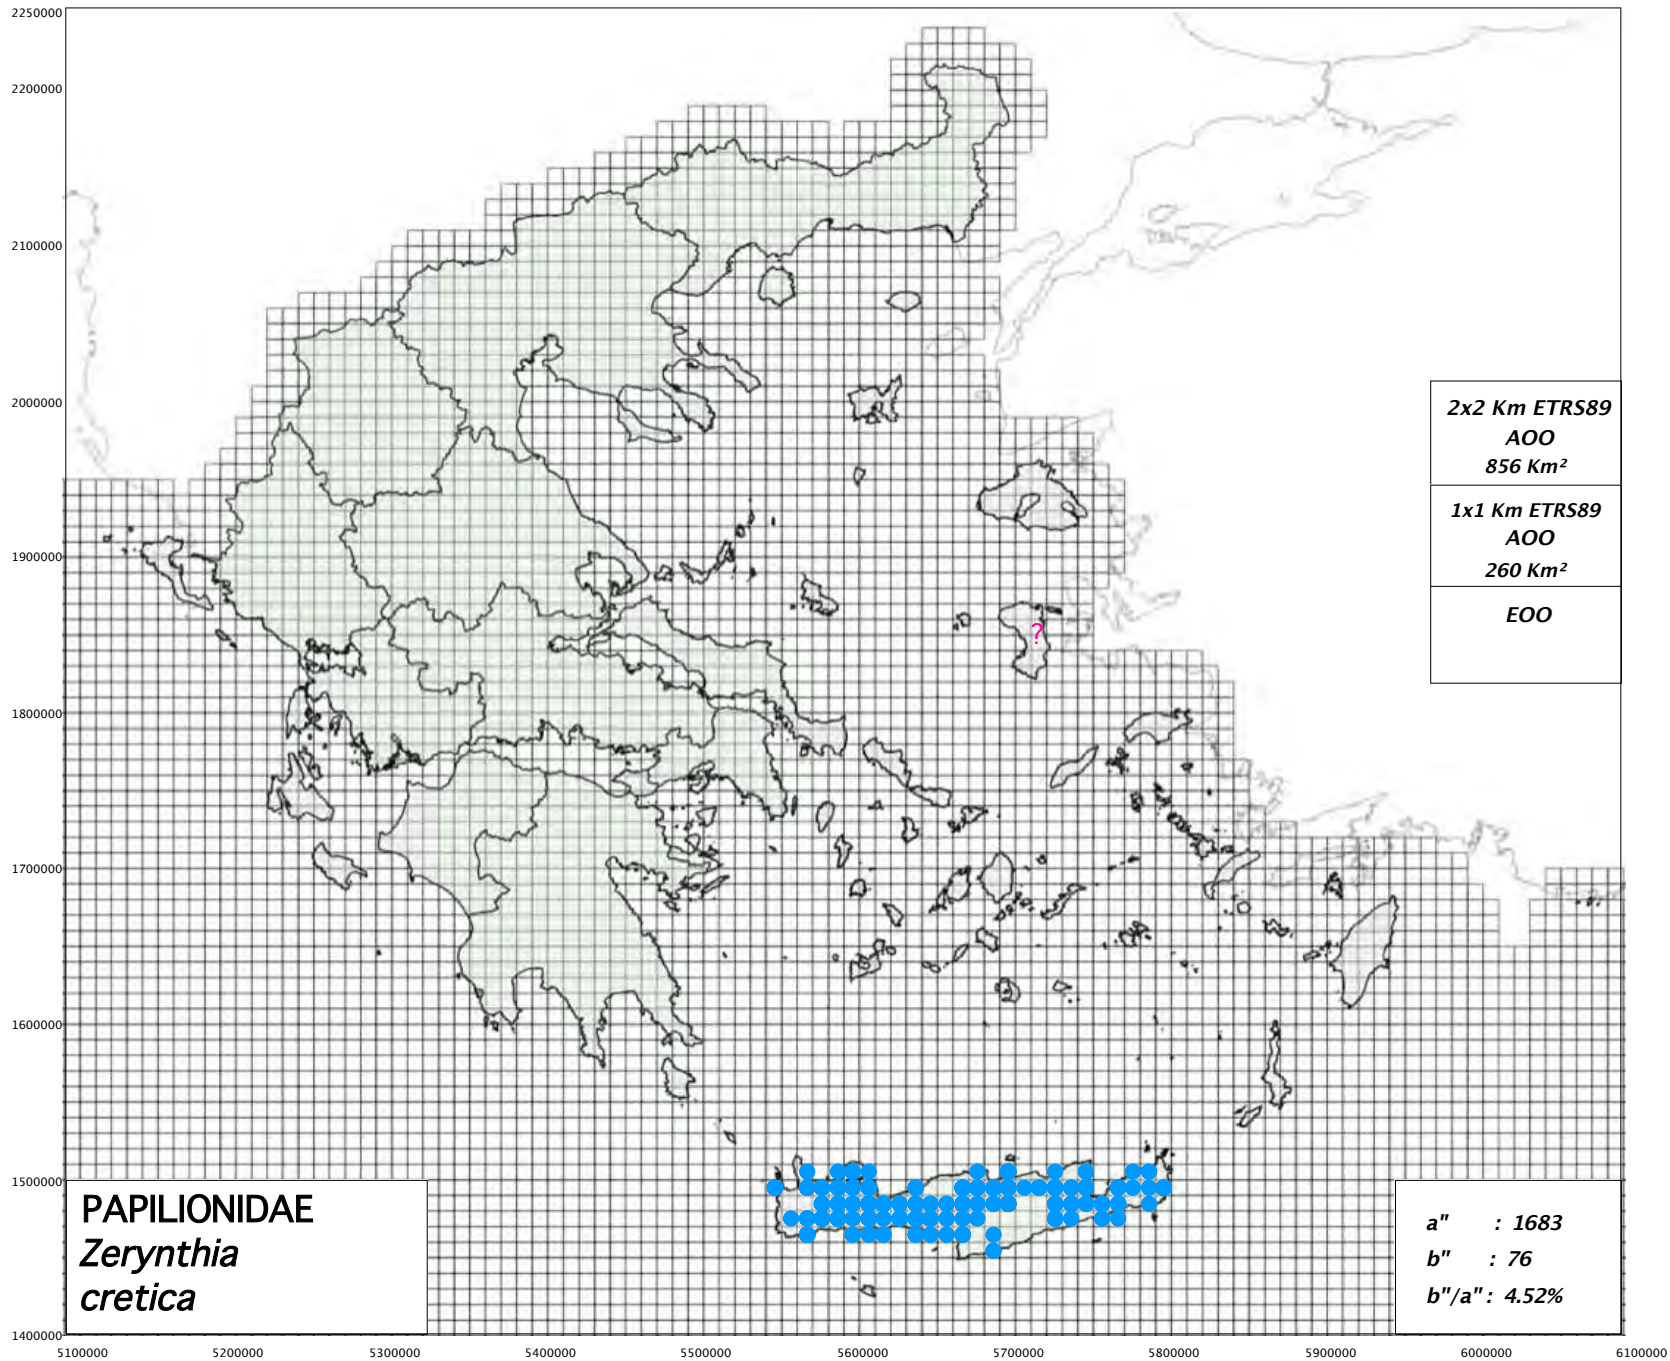 2250000
2200000
2100000
2000000
1900000
1800000
1700000
1600000
1500000
1400000
2x2 Km ETRS89
AOO
856 Km²
1x1 Km ETRS89
AOO
260 Km²
EOO
?
PAPILIONIDAE
Zerynthia
cretica
a" : 1683
b" : 76
b"/a" : 4.52%
5100000 5200000 5300000 5400000 5500000 5600000 5700000 5800000 5900000 6000000 6100000